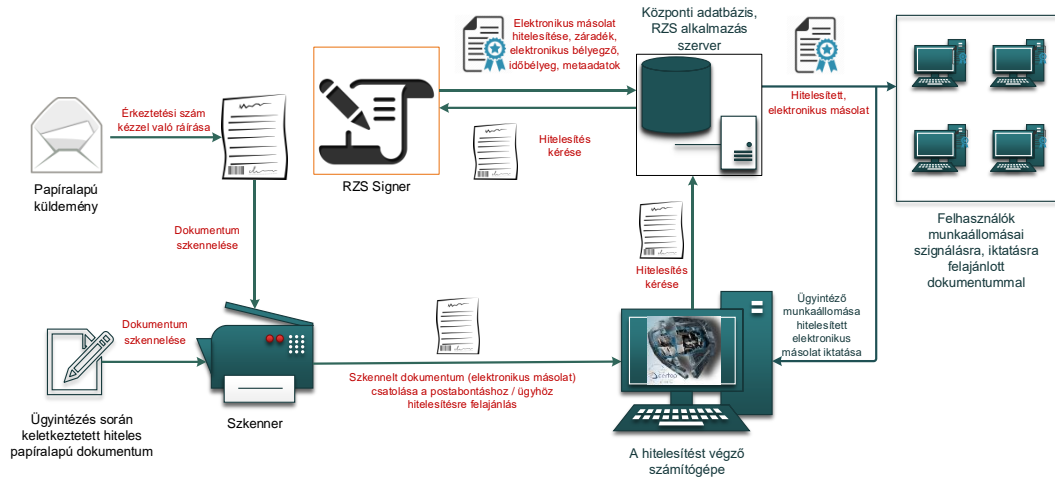 Elektronikus másolat
hitelesítése, záradék,
elektronikus bélyegző,
időbélyeg, metaadatok
Központi adatbázis,
RZS alkalmazás
szerver
Érkeztetési szám
kézzel való ráírása
Hitelesített,
elektronikus másolat
Hitelesítés
kérése
Papíralapú
küldemény
RZS Signer
Dokumentum
szkennelése
Hitelesítés
kérése
Felhasználók
munkaállomásai
szignálásra, iktatásra
felajánlott
dokumentummal
Dokumentum
szkennelése
Ügyintéző
munkaállomása
hitelesített
elektronikus
másolat iktatása
Szkennelt dokumentum (elektronikus másolat)
csatolása a postabontáshoz / ügyhöz
hitelesítésre felajánlás
Ügyintézés során
keletkeztetett hiteles
papíralapú dokumentum
Szkenner
A hitelesítést végző
számítógépe